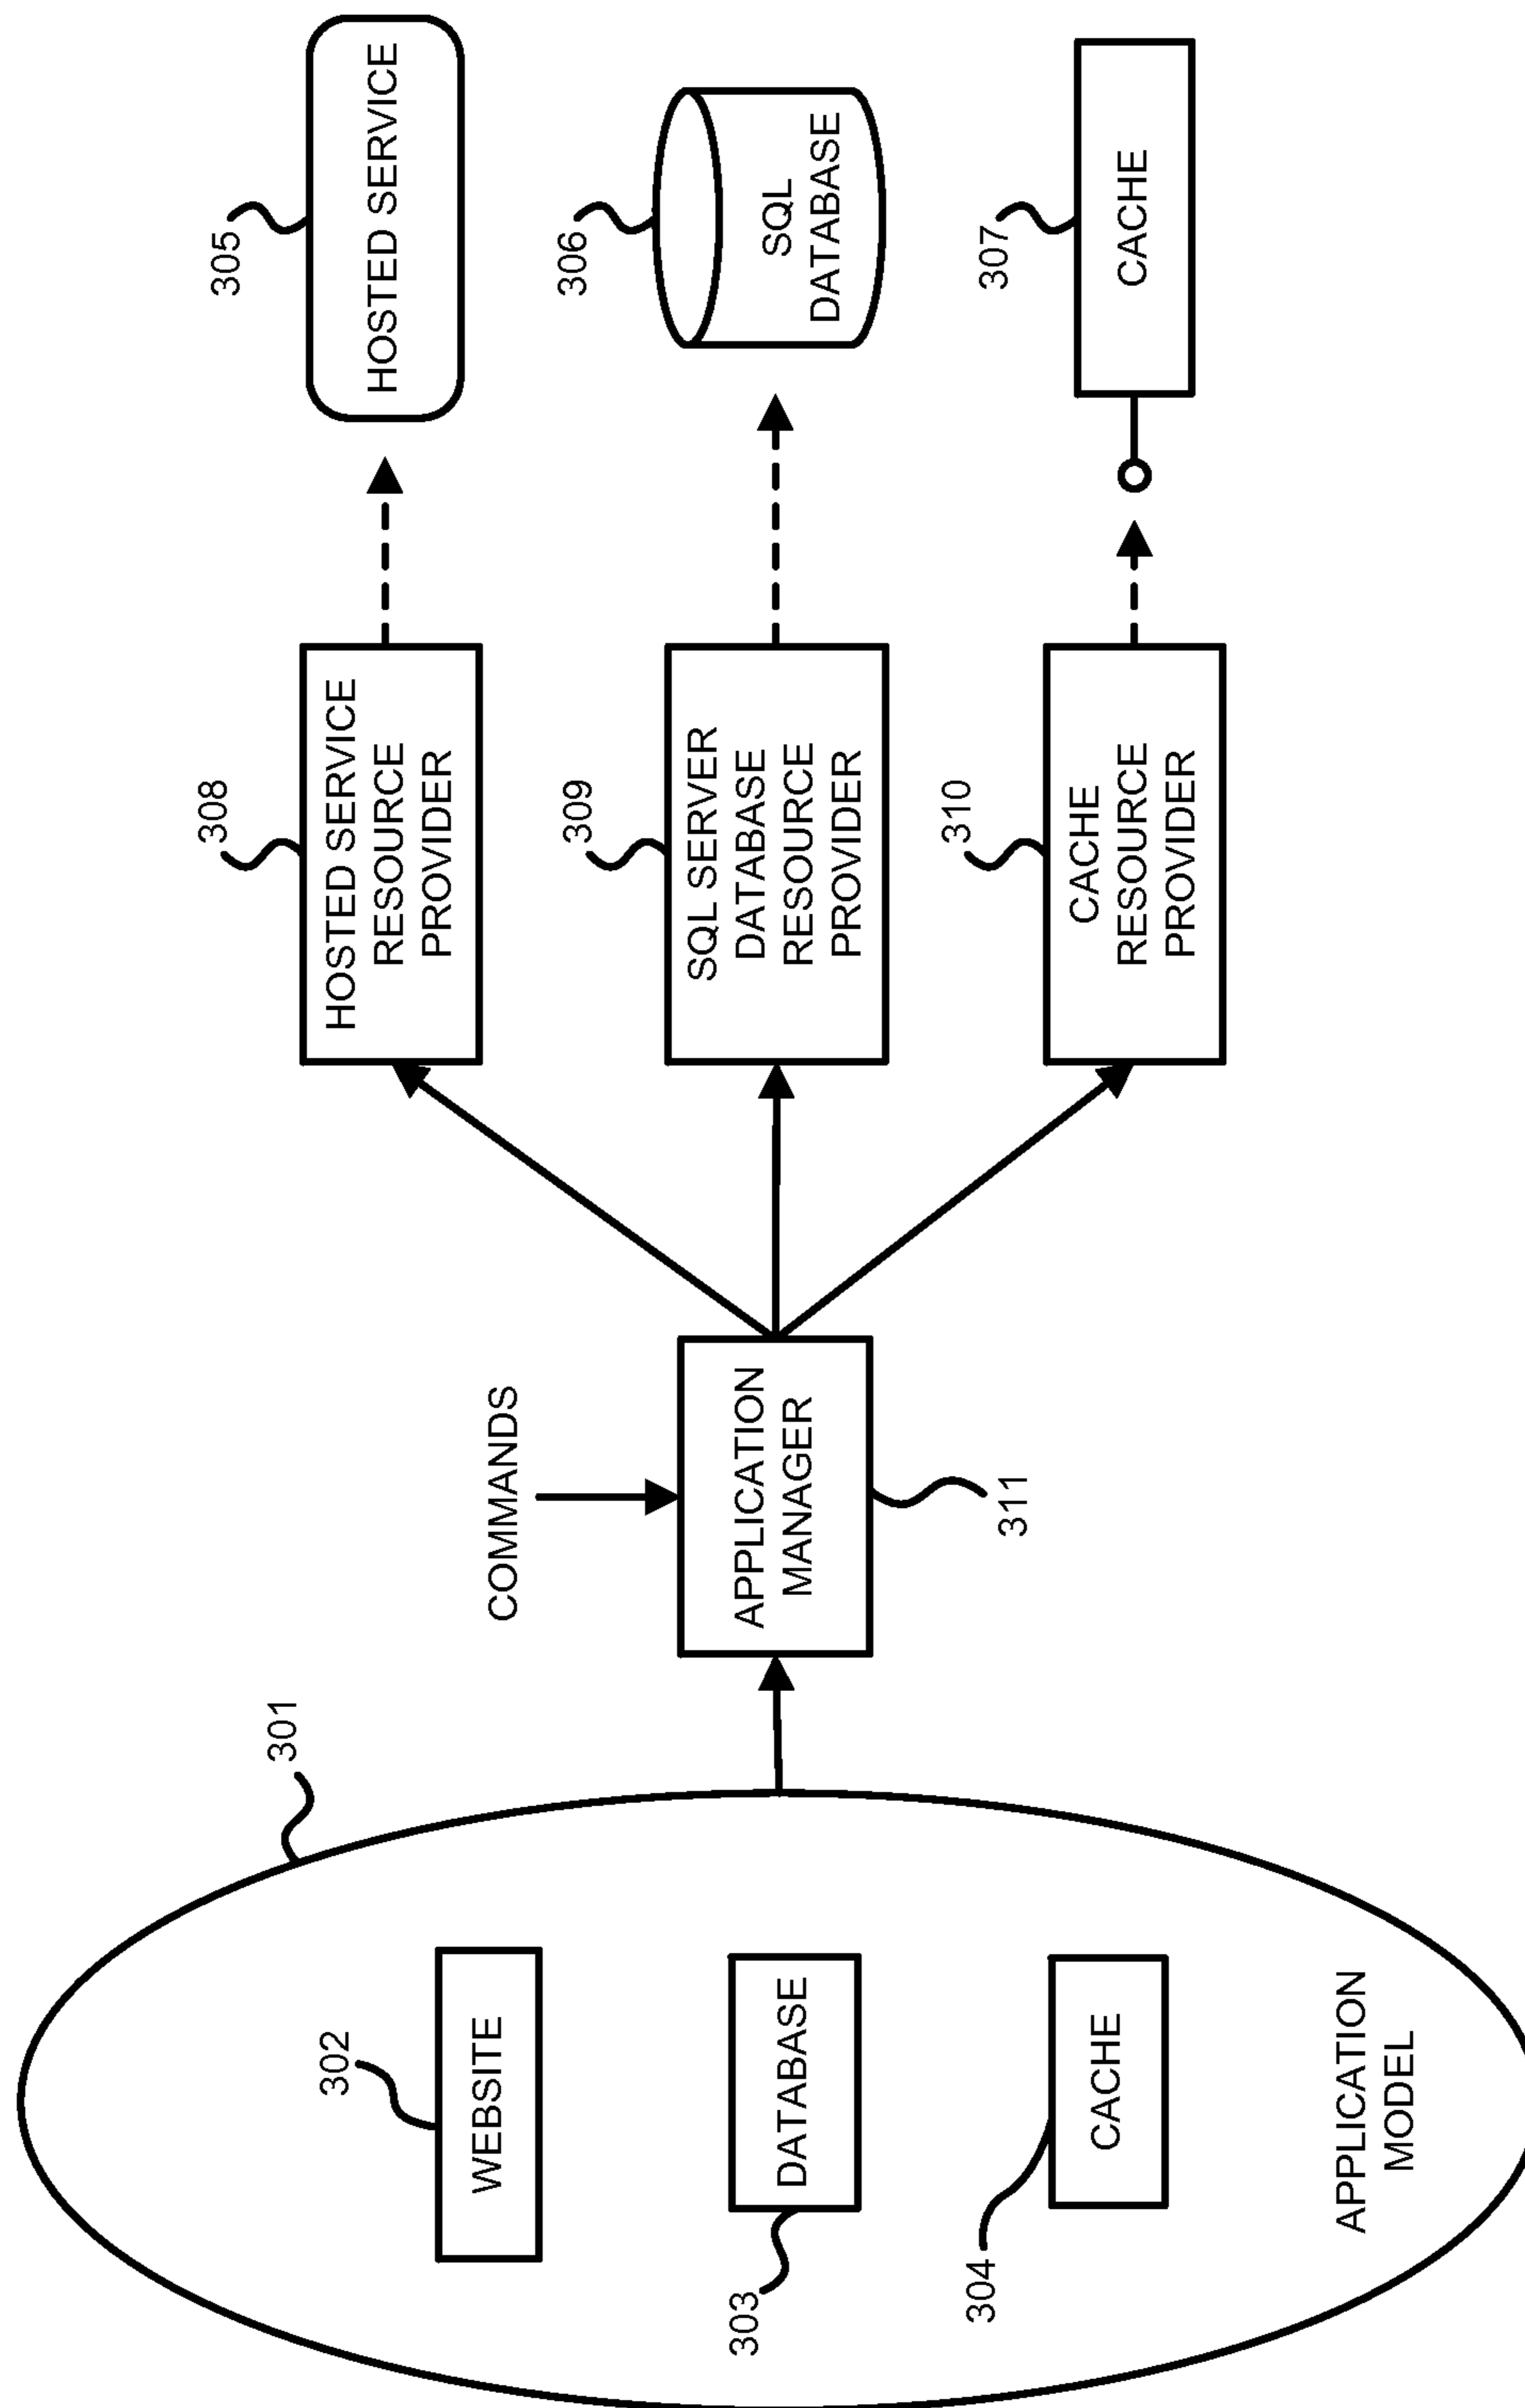 301
302
WEBSITE
303
DATABASE
304
CACHE
APPLICATION
MODEL
COMMANDS
APPLICATION
MANAGER
311
308
HOSTED SERVICE
RESOURCE
PROVIDER
309
SQL SERVER
DATABASE
RESOURCE
PROVIDER
310
CACHE
RESOURCE
PROVIDER
305
HOSTED SERVICE
306
SQL
DATABASE
307
CACHE